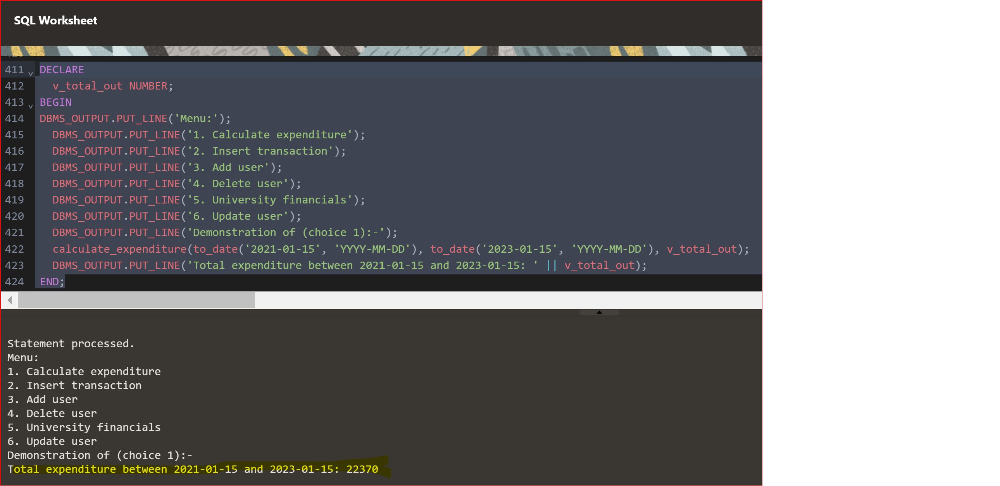 SQL Worksheet
411 DECLARE
412 v_total_out NUMBER;
413 BEGIN
414 DBMS_OUTPUT.PUT_LINE('Menu:');
415 DBMS_OUTPUT.PUT_LINE('1. Calculate expenditure');
416 DBMS_OUTPUT.PUT_LINE('2. Insert transaction');
417 DBMS_OUTPUT.PUT_LINE('3. Add user');
418 DBMS_OUTPUT.PUT_LINE('4. Delete user');
419 DBMS_OUTPUT.PUT_LINE('5. University financials');
420 DBMS_OUTPUT.PUT_LINE('6. Update user');
421 DBMS_OUTPUT.PUT_LINE('Demonstration of (choice 1):-');
422 calculate_expenditure(to_date('2021-01-15', 'YYYY-MM-DD'), to_date('2023-01-15', 'YYYY-MM-DD'), v_total_out);
423 DBMS_OUTPUT.PUT_LINE('Total expenditure between 2021-01-15 and 2023-01-15: ' || v_total_out);
424 END;
Statement processed.
Menu:
1. Calculate expenditure
2. Insert transaction
3. Add user
4. Delete user
5. University financials
6. Update user
Demonstration of (choice 1):-
Total expenditure between 2021-01-15 and 2023-01-15: 22370